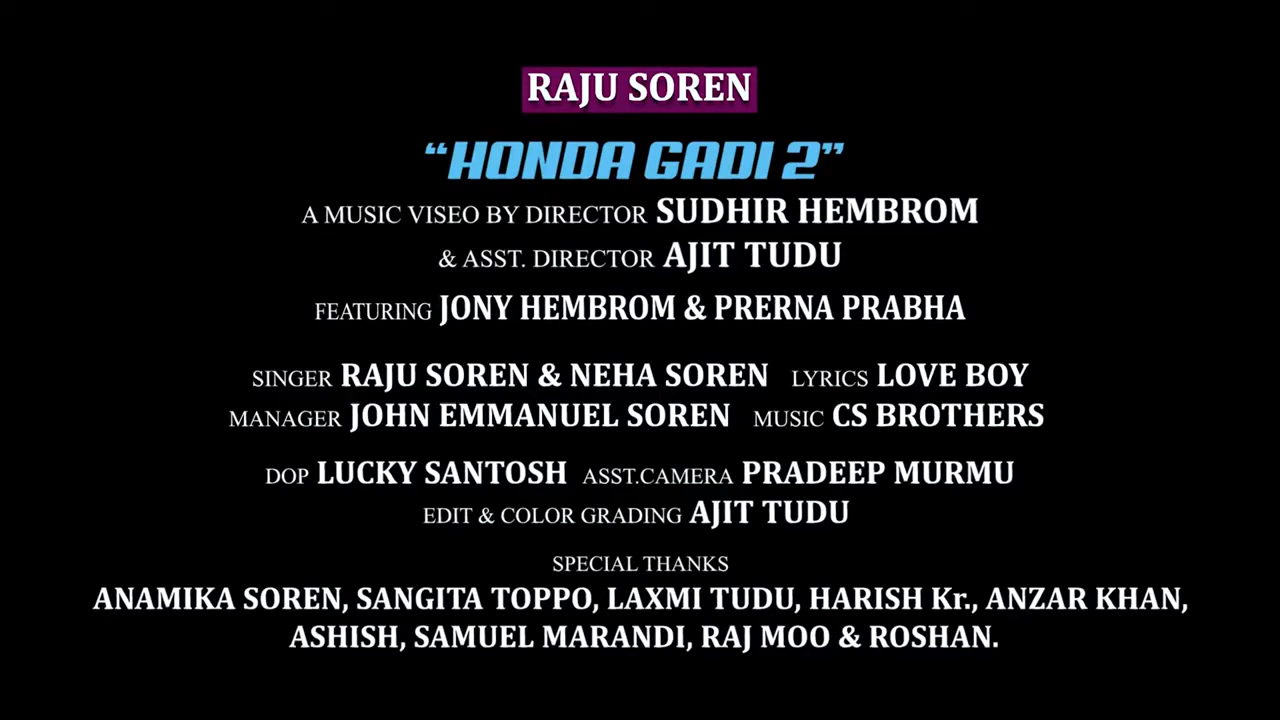 RAJU SOREN
“HONDA GADI 2”
A MUSIC VISEO BY DIRECTOR SUDHIR HEMBROM
& ASST. DIRECTOR AJIT TUDU
FEATURING JONY HEMBROM & PRERNA PRABHA
SINGER RAJU SOREN & NEHA SOREN LYRICS LOVE BOY
MANAGER JOHN EMMANUEL SOREN MUSIC CS BROTHERS
DOP LUCKY SANTOSH ASST.CAMERA PRADEEP MURMU
EDIT & COLOR GRADING AJIT TUDU
SPECIAL THANKS
ANAMIKA SOREN, SANGITA TOPPO, LAXMI TUDU, HARISH Kr., ANZAR KHAN,
ASHISH, SAMUEL MARANDI, RAJ MOO & ROSHAN.